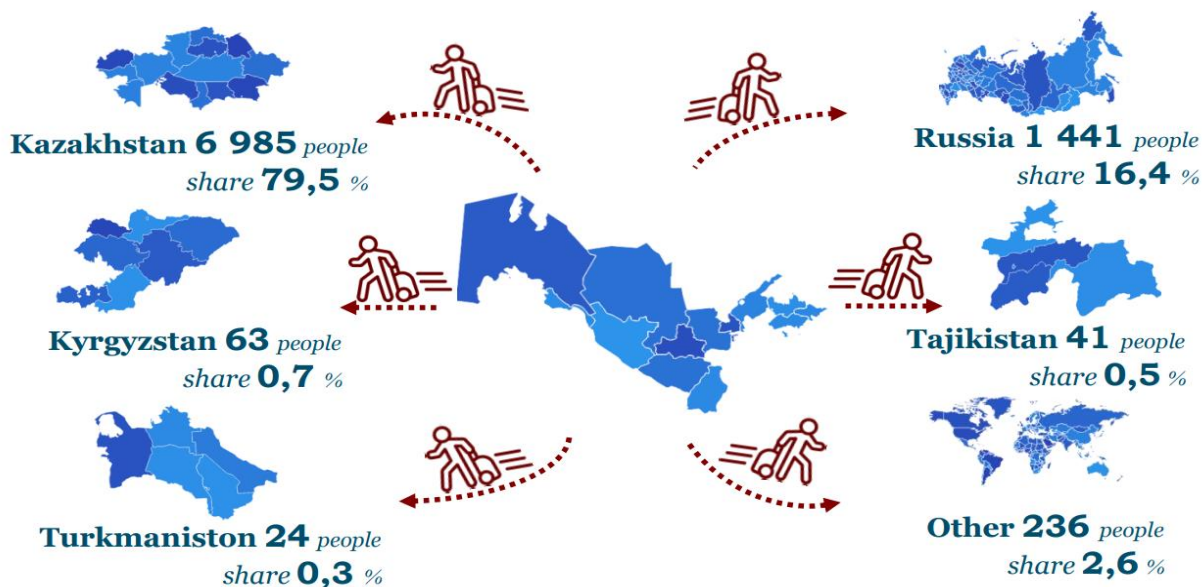 Kazakhstan 6 985 people
share 79,5 %
Russia 1 441 people
share 16,4 %
Kyrgyzstan 63 people
share 0,7 %
Tajikistan 41 people
share 0,5 %
Turkmaniston 24 people
share 0,3 %
Other 236 people
share 2,6 %